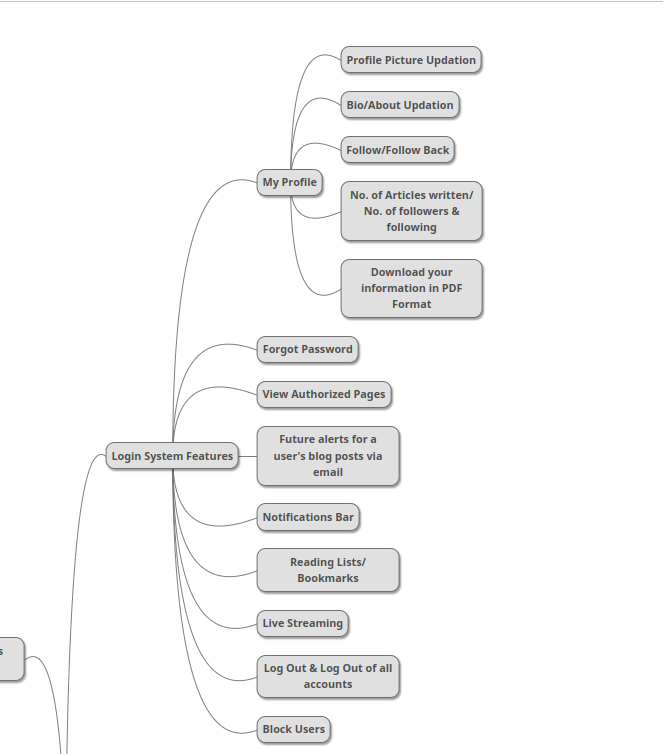 Profile Picture Updation
Bio/About Updation
Follow/Follow Back
My Profile
No. of Articles written/
No. of followers &
following
Download your
information in PDF
Format
Forgot Password
View Authorized Pages
Future alerts for a
user's blog posts via
email
Login System Features
Notifications Bar
Reading Lists/
Bookmarks
Live Streaming
Log Out & Log Out of all
accounts
Block Users